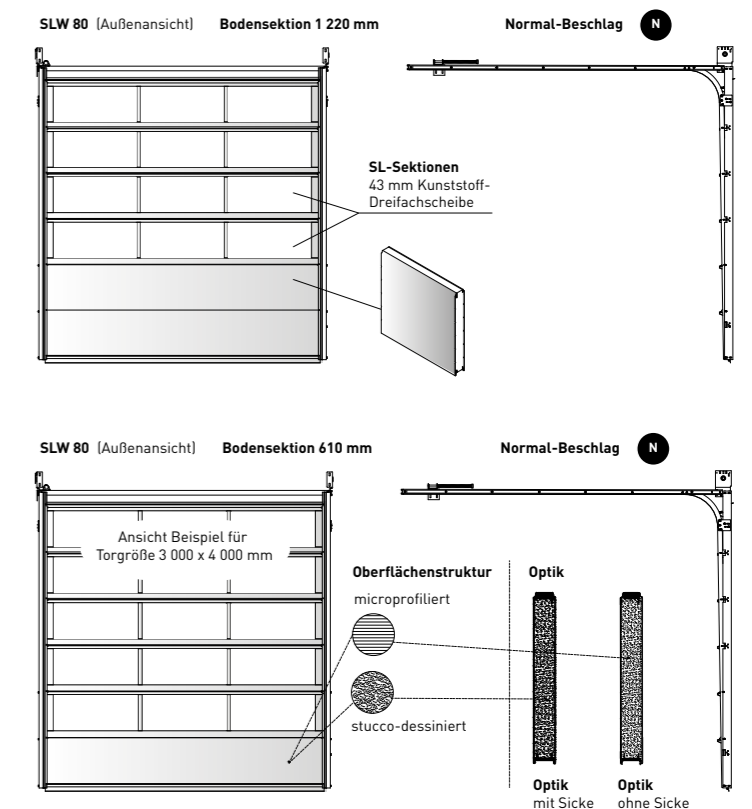 SLW 80 (Außenansicht) Bodensektion 1 220 mm Normal-Beschlag N
SL-Sektionen
43 mm Kunststoff-
Dreifachscheibe
SLW 80 (Außenansicht) Bodensektion 610 mm Normal-Beschlag N
Ansicht Beispiel für
Torgröße 3 000 x 4 000 mm
Oberflächenstruktur Optik
microprofiliert
stucco-dessiniert
Optik Optik
mit Sicke ohne Sicke